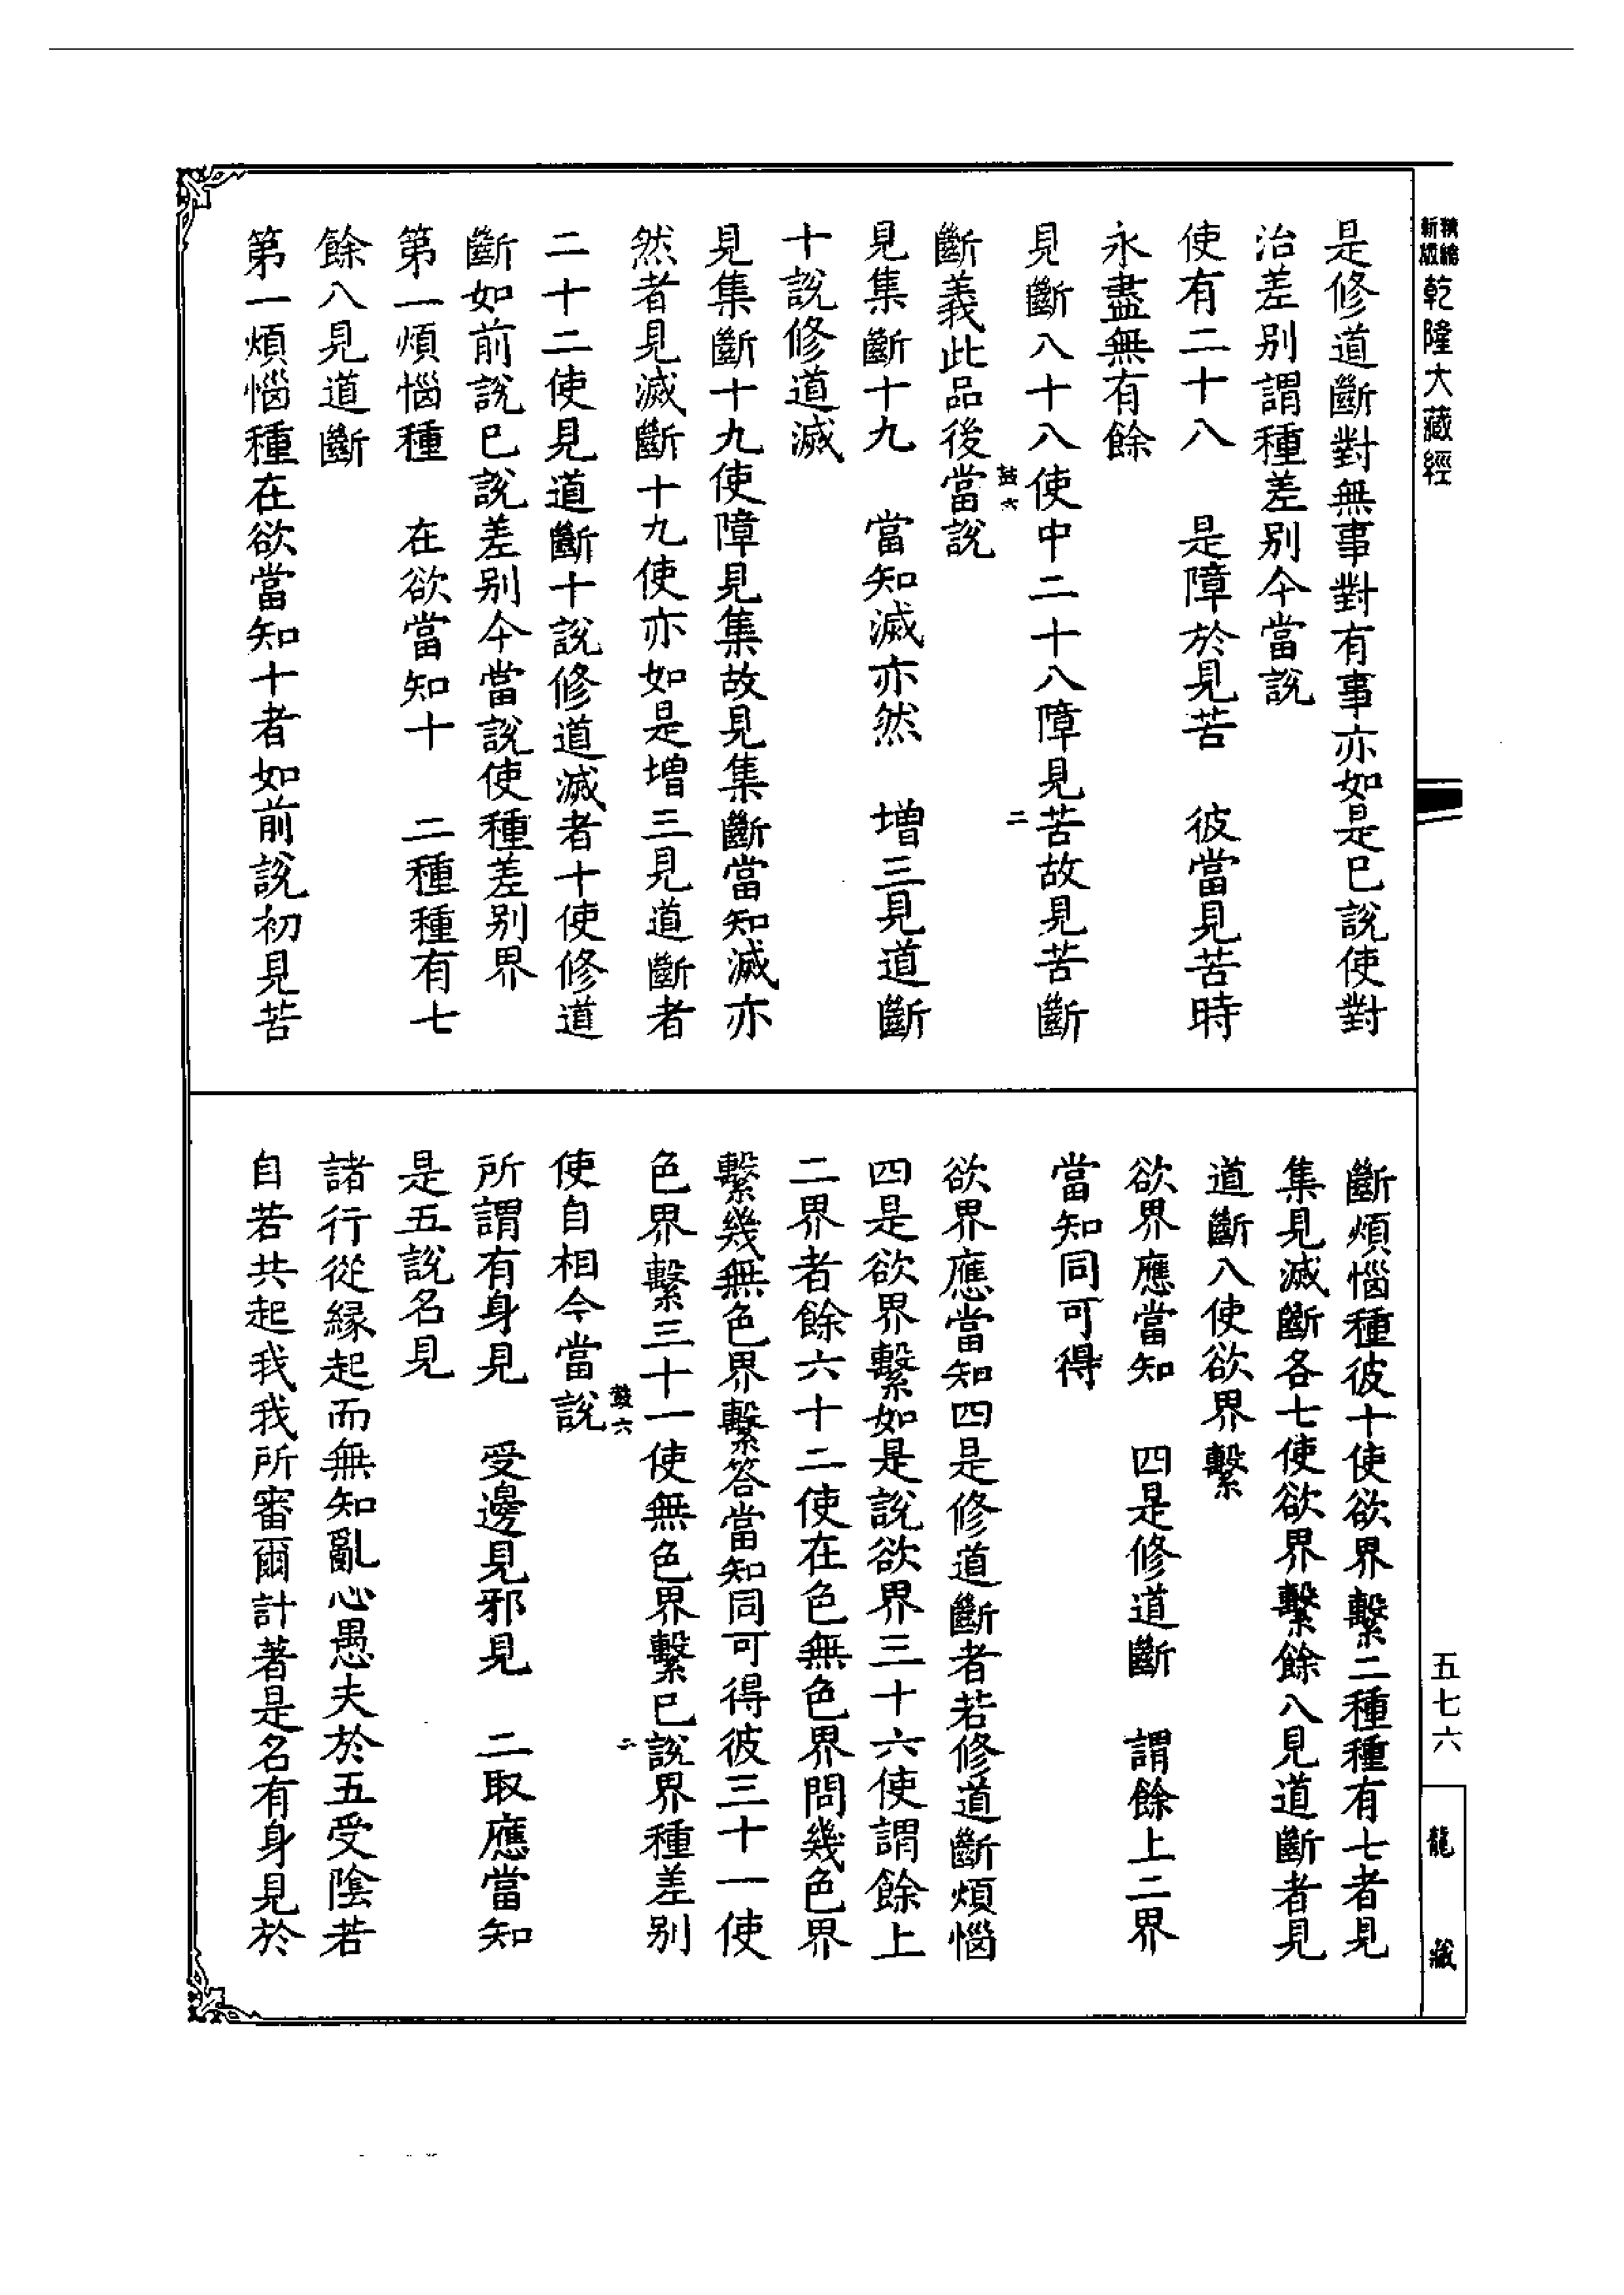 精縮新版乾隆大藏經
是修道斷對無事對有事亦如是已說使對
治差別謂種差別今當說
使有二十八　是障於見苦　彼當見苦時
永盡無有餘
見斷八十八使中二十八障見苦故見苦斷
斷義此品後當說
鼓六
二
見集斷十九　當知滅亦然　增三見道斷
十說修道滅
見集斷十九使障見集故見集斷當知滅亦
然者見滅斷十九使亦如是增三見道斷者
二十二使見道斷十說修道滅者十使修道
斷如前說已說差別今當說使種差別界
第一煩惱種　在欲當知十　二種種有七
餘八見道斷
第一煩惱種在欲當知十者如前說初見苦
斷煩惱種彼十使欲界繫二種種有七者見
集見滅斷各七使欲界繫餘八見道斷者見
道斷八使欲界繫
欲界應當知　四是修道斷　謂餘上二界
當知同可得
欲界應當知四是修道斷者若修道斷煩惱
四是欲界繫如是說欲界三十六使謂餘上
二界者餘六十二使在色無色界問幾色界
繫幾無色界繫答當知同可得彼三十一使
色界繫三十一使無色界繫已說界種差別
鼓六
二
使自相今當說
所謂有身見　受邊見邪見　二取應當知
是五說名見
諸行從緣起而無知亂心愚夫於五受陰若
自若共起我我所審爾計著是名有身見於
五七六
龍藏